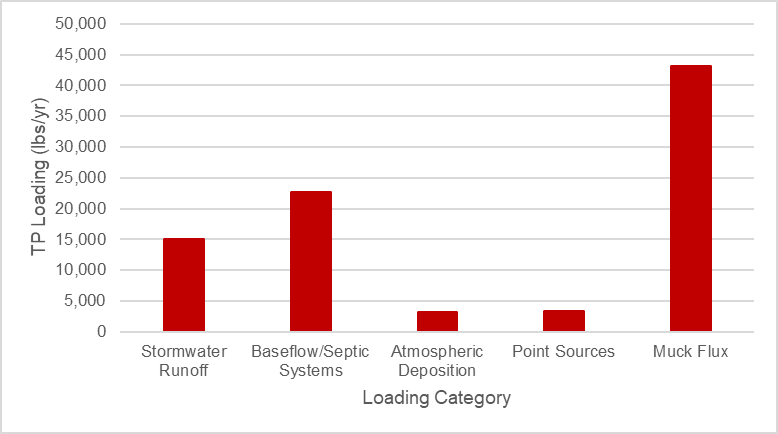 50,000
45,000
40,000
35,000
30,000
25,000
20,000
15,000
10,000
5,000
0
TP Loading (lbs/yr)
Stormwater
Runoff
Baseflow/Septic
Systems
Atmospheric
Deposition
Point Sources
Muck Flux
Loading Category